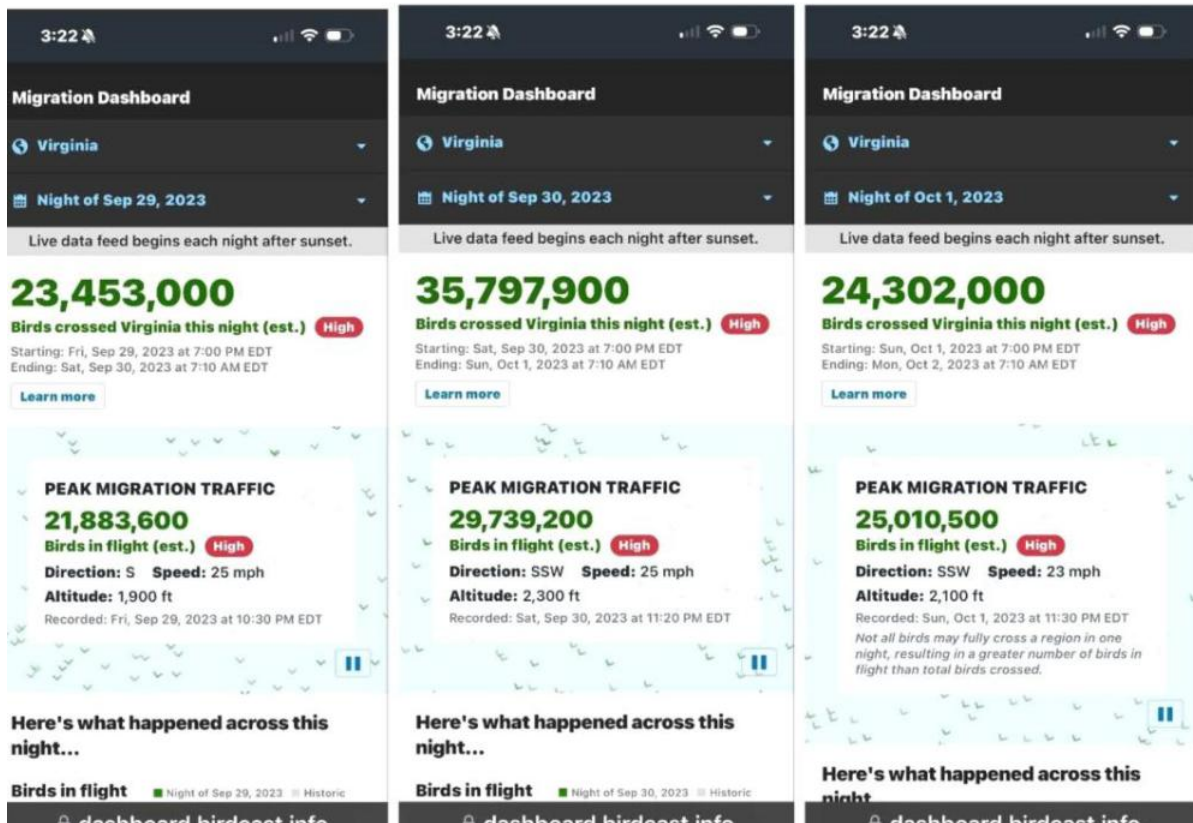 3:22
Migration Dashboard
Virginia
Night of Sep 29, 2023
Live data feed begins each night after sunset.
23,453,000
Birds crossed Virginia this night (est.) High
Starting: Fri, Sep 29, 2023 at 7:00 PM EDT
Ending: Sat, Sep 30, 2023 at 7:10 AM EDT
Learn more
PEAK MIGRATION TRAFFIC
21,883,600
Birds in flight (est.) High
Direction: S Speed: 25 mph
Altitude: 1,900 ft
Recorded: Fri, Sep 29, 2023 at 10:30 PM EDT
Here's what happened across this
night...
Birds in flight Night of Sep 29, 2023 Historic
dashboard.birdcast.info
3:22
Migration Dashboard
Virginia
Night of Sep 30, 2023
Live data feed begins each night after sunset.
35,797,900
Birds crossed Virginia this night (est.) High
Starting: Sat, Sep 30, 2023 at 7:00 PM EDT
Ending: Sun, Oct 1, 2023 at 7:10 AM EDT
Learn more
PEAK MIGRATION TRAFFIC
29,739,200
Birds in flight (est.) High
Direction: SSW Speed: 25 mph
Altitude: 2,300 ft
Recorded: Sat, Sep 30, 2023 at 11:20 PM EDT
Here's what happened across this
night...
Birds in flight Night of Sep 30, 2023 Historic
dashboard.birdcast.info
3:22
Migration Dashboard
Virginia
Night of Oct 1, 2023
Live data feed begins each night after sunset.
24,302,000
Birds crossed Virginia this night (est.) High
Starting: Sun, Oct 1, 2023 at 7:00 PM EDT
Ending: Mon, Oct 2, 2023 at 7:10 AM EDT
Learn more
PEAK MIGRATION TRAFFIC
25,010,500
Birds in flight (est.) High
Direction: SSW Speed: 23 mph
Altitude: 2,100 ft
Recorded: Sun, Oct 1, 2023 at 11:30 PM EDT
Not all birds may fully cross a region in one
night, resulting in a greater number of birds in
flight than total birds crossed.
Here's what happened across this
night
dashboard.birdcast.info